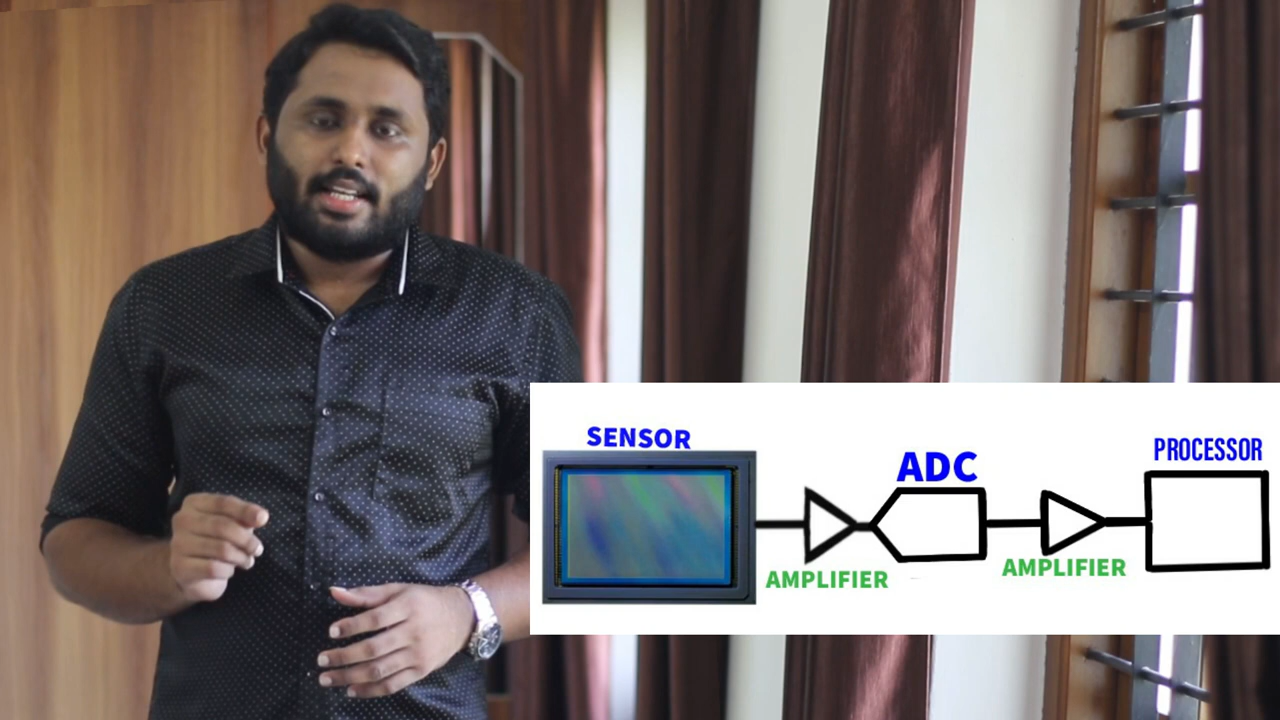 SENSOR
AMPLIFIER
ADC
AMPLIFIER
PROCESSOR